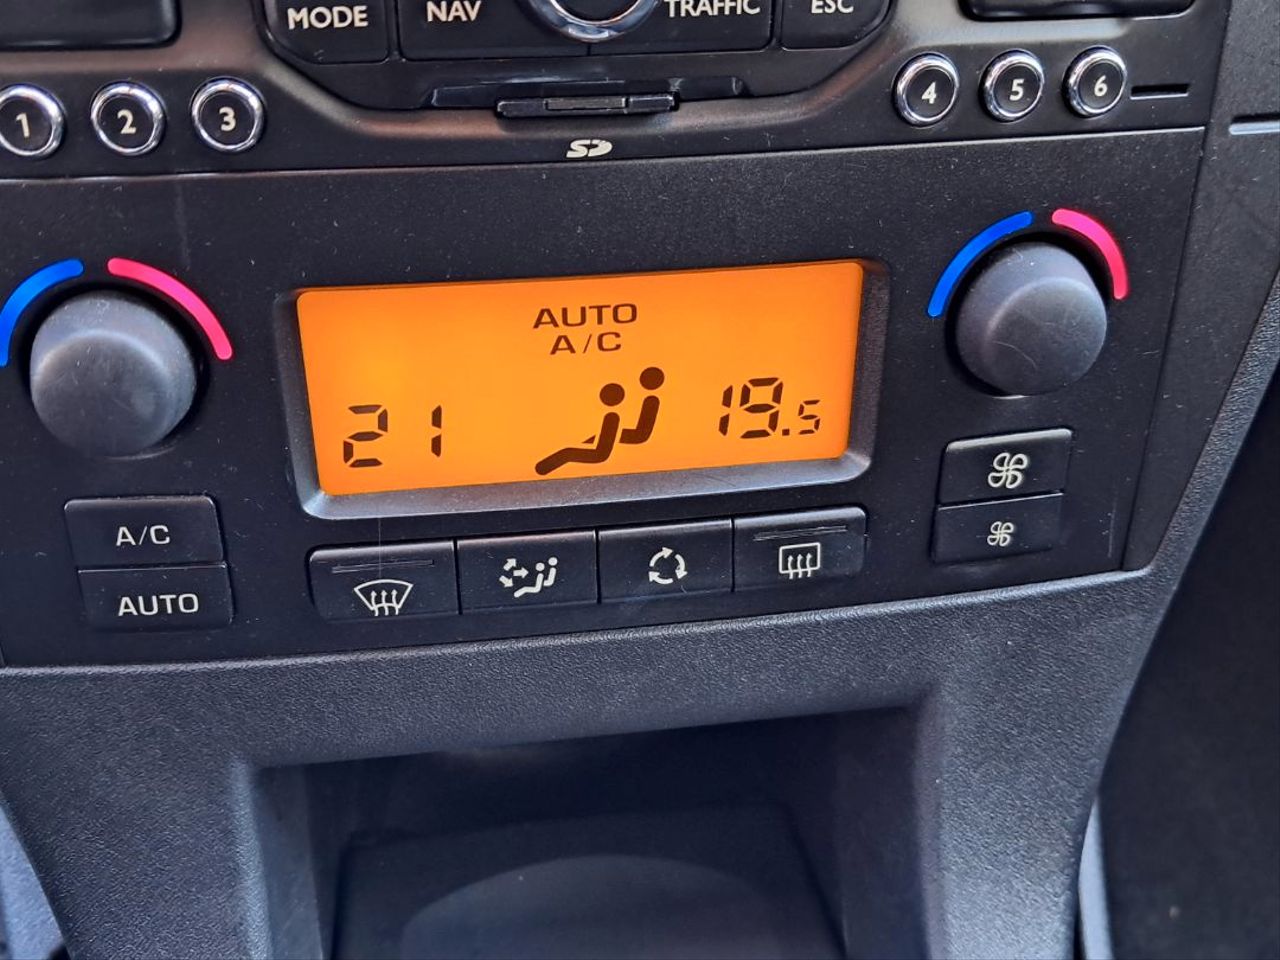 MODE NAV TRAFFIC ESC
1 2 3 4 5 6
SD
AUTO
A/C
21 19.5
A/C
AUTO